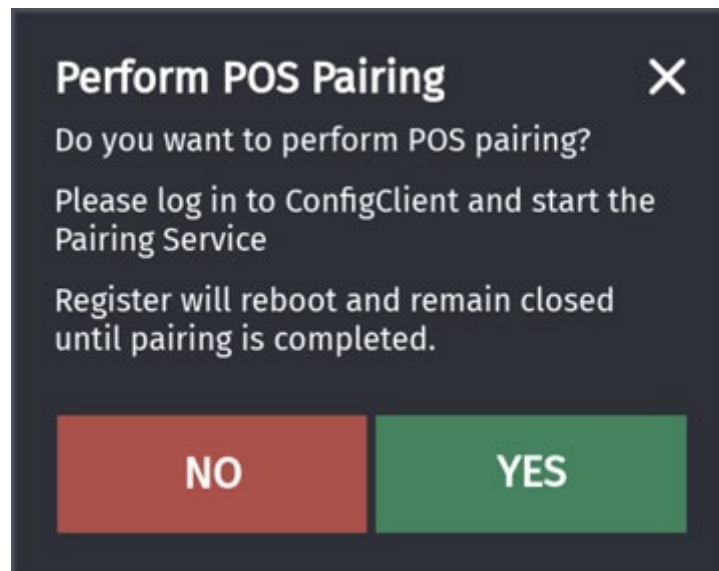 Perform POS Pairing
Do you want to perform POS pairing?
Please log in to ConfigClient and start the
Pairing Service
Register will reboot and remain closed
until pairing is completed.
NO
YES